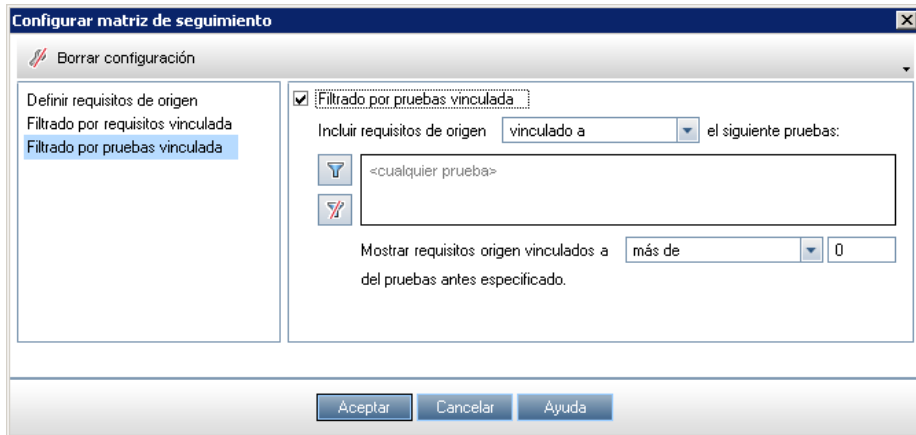 Configurar matriz de seguimiento
Borrar configuración
Definir requisitos de origen
Filtrado por requisitos vinculada
Filtrado por pruebas vinculada
Filtrado por pruebas vinculada
Incluir requisitos de origen vinculado a el siguiente pruebas:
<cualquier prueba>
Mostrar requisitos origen vinculados a más de 0
del pruebas antes especificado.
Aceptar Cancelar Ayuda